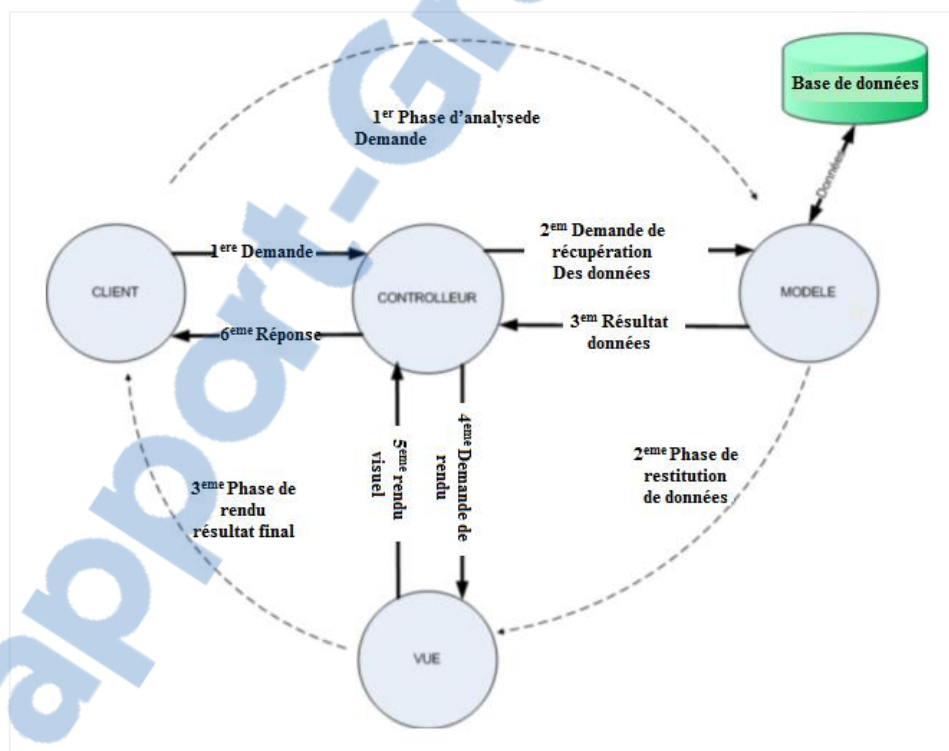 Base de données
1er Phase d'analysede
Demande
Données
1ere Demande
2em Demande de
récupération
Des données
CLIENT
CONTROLLEUR
MODELE
6eme Réponse
3em Résultat
données
5eme rendu
visuel
4eme Demande de
rendu
2eme Phase de
restitution
de données
3eme Phase de
rendu
résultat final
VUE
apport-Gr